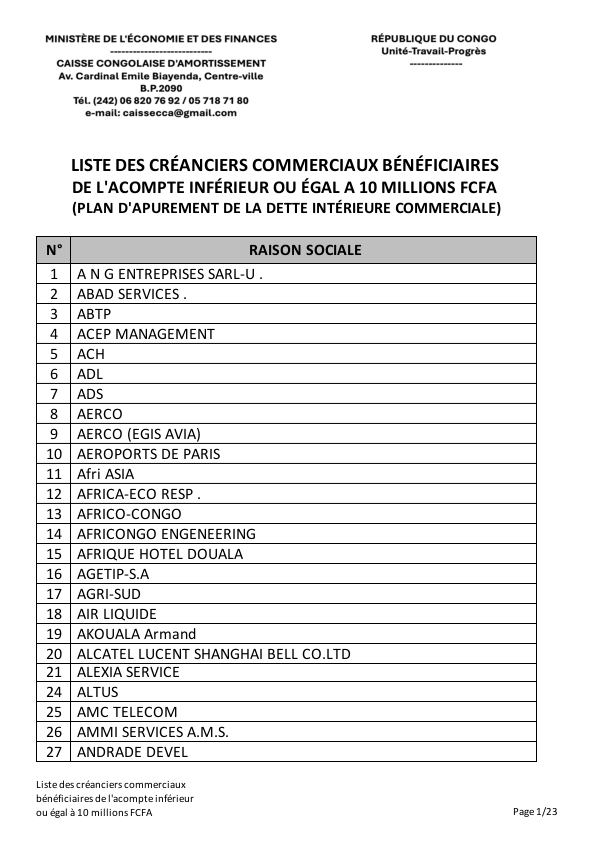 MINISTÈRE DE L'ÉCONOMIE ET DES FINANCES
---------------------------
CAISSE CONGOLAISE D'AMORTISSEMENT
Av. Cardinal Emile Biayenda, Centre-ville
B.P.2090
Tél. (242) 06 820 76 92 / 05 718 71 80
e-mail: caissecca@gmail.com
RÉPUBLIQUE DU CONGO
Unité-Travail-Progrès
--------------
LISTE DES CRÉANCIERS COMMERCIAUX BÉNÉFICIAIRES
DE L'ACOMPTE INFÉRIEUR OU ÉGAL A 10 MILLIONS FCFA
(PLAN D'APUREMENT DE LA DETTE INTÉRIEURE COMMERCIALE)
N° RAISON SOCIALE
1 A N G ENTREPRISES SARL-U .
2 ABAD SERVICES .
3 ABTP
4 ACEP MANAGEMENT
5 ACH
6 ADL
7 ADS
8 AERCO
9 AERCO (EGIS AVIA)
10 AEROPORTS DE PARIS
11 Afri ASIA
12 AFRICA-ECO RESP .
13 AFRICO-CONGO
14 AFRICONGO ENGENEERING
15 AFRIQUE HOTEL DOUALA
16 AGETIP-S.A
17 AGRI-SUD
18 AIR LIQUIDE
19 AKOUALA Armand
20 ALCATEL LUCENT SHANGHAI BELL CO.LTD
21 ALEXIA SERVICE
24 ALTUS
25 AMC TELECOM
26 AMMI SERVICES A.M.S.
27 ANDRADE DEVEL
Liste des créanciers commerciaux
bénéficiaires de l'acompte inférieur
ou égal à 10 millions FCFA
Page 1/23